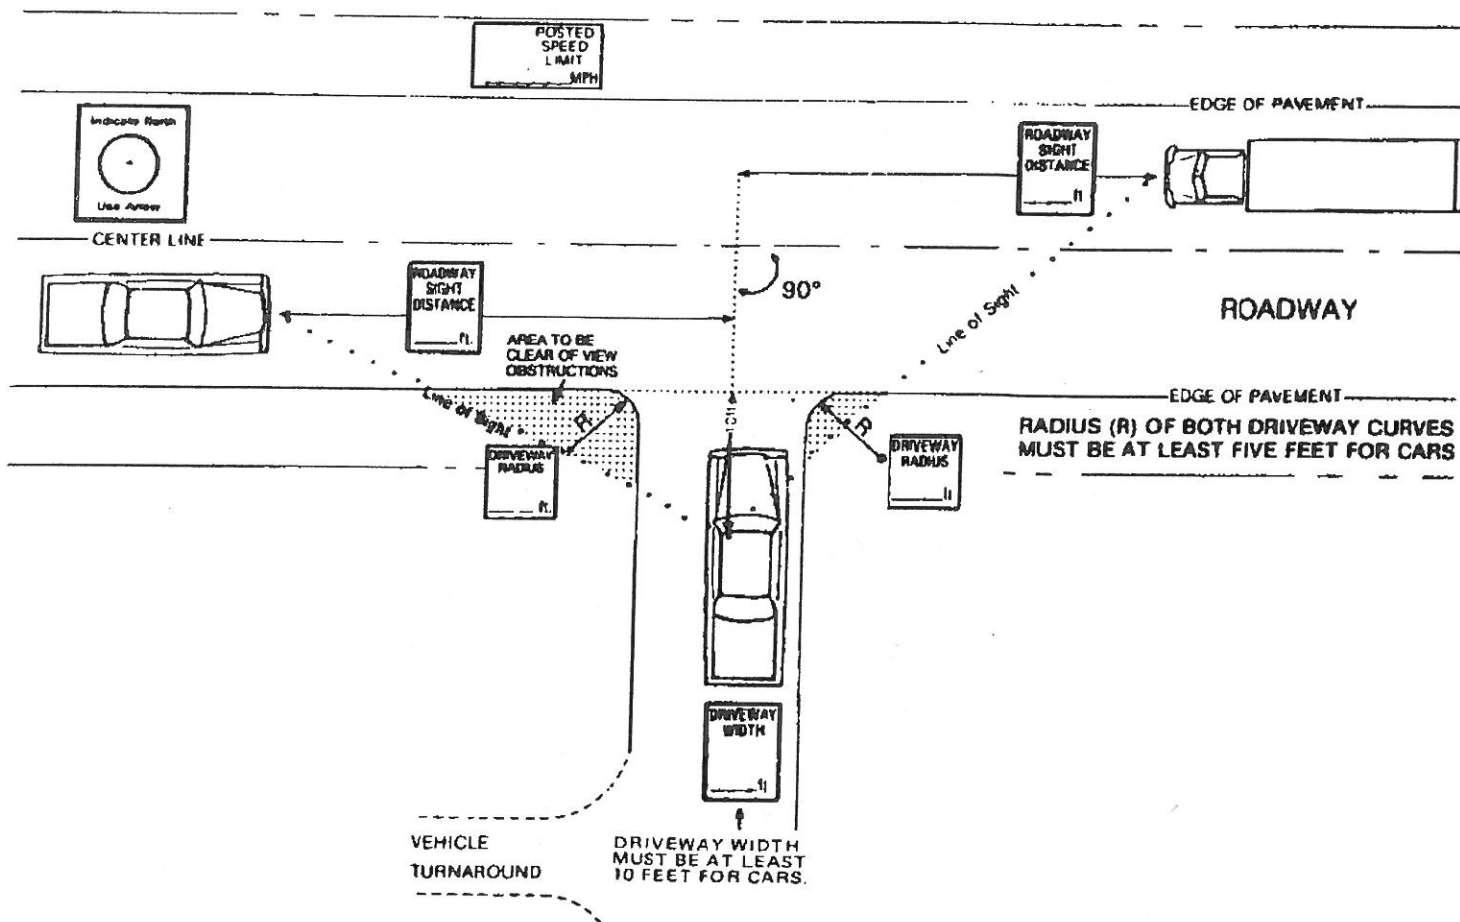 POSTED
SPEED
LIMIT
MPH
EDGE OF PAVEMENT
Indicate North
Use Arrow
ROADWAY
SIGHT
DISTANCE
ft
CENTER LINE
ROADWAY
SIGHT
DISTANCE
ft.
90°
Line of Sight
ROADWAY
AREA TO BE
CLEAR OF VIEW
OBSTRUCTIONS
Line of Sight
R
R
EDGE OF PAVEMENT
RADIUS (R) OF BOTH DRIVEWAY CURVES
MUST BE AT LEAST FIVE FEET FOR CARS
DRIVEWAY
RADIUS
ft.
DRIVEWAY
RADIUS
ft
DRIVEWAY
WIDTH
ft
VEHICLE
TURNAROUND
DRIVEWAY WIDTH
MUST BE AT LEAST
10 FEET FOR CARS.